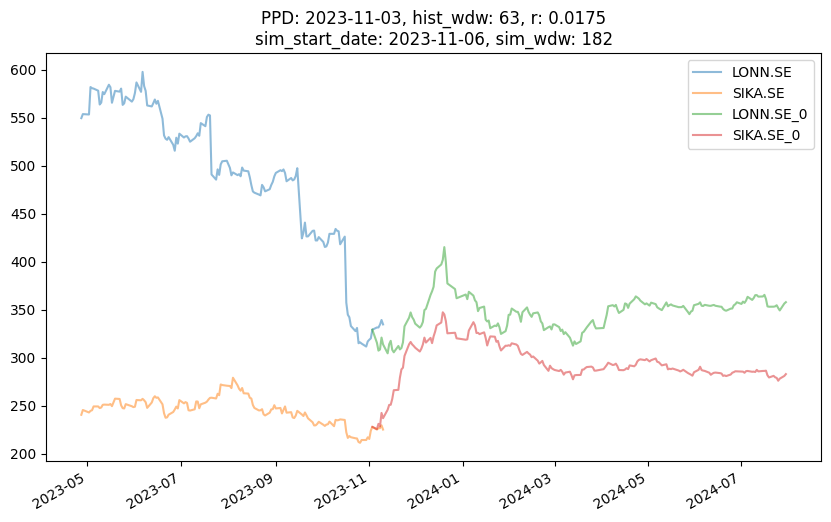 PPD: 2023-11-03, hist_wdw: 63, r: 0.0175
sim_start_date: 2023-11-06, sim_wdw: 182
LONN.SE
SIKA.SE
LONN.SE_0
SIKA.SE_0
600
550
500
450
400
350
300
250
200
2023-05
2023-07
2023-09
2023-11
2024-01
2024-03
2024-05
2024-07